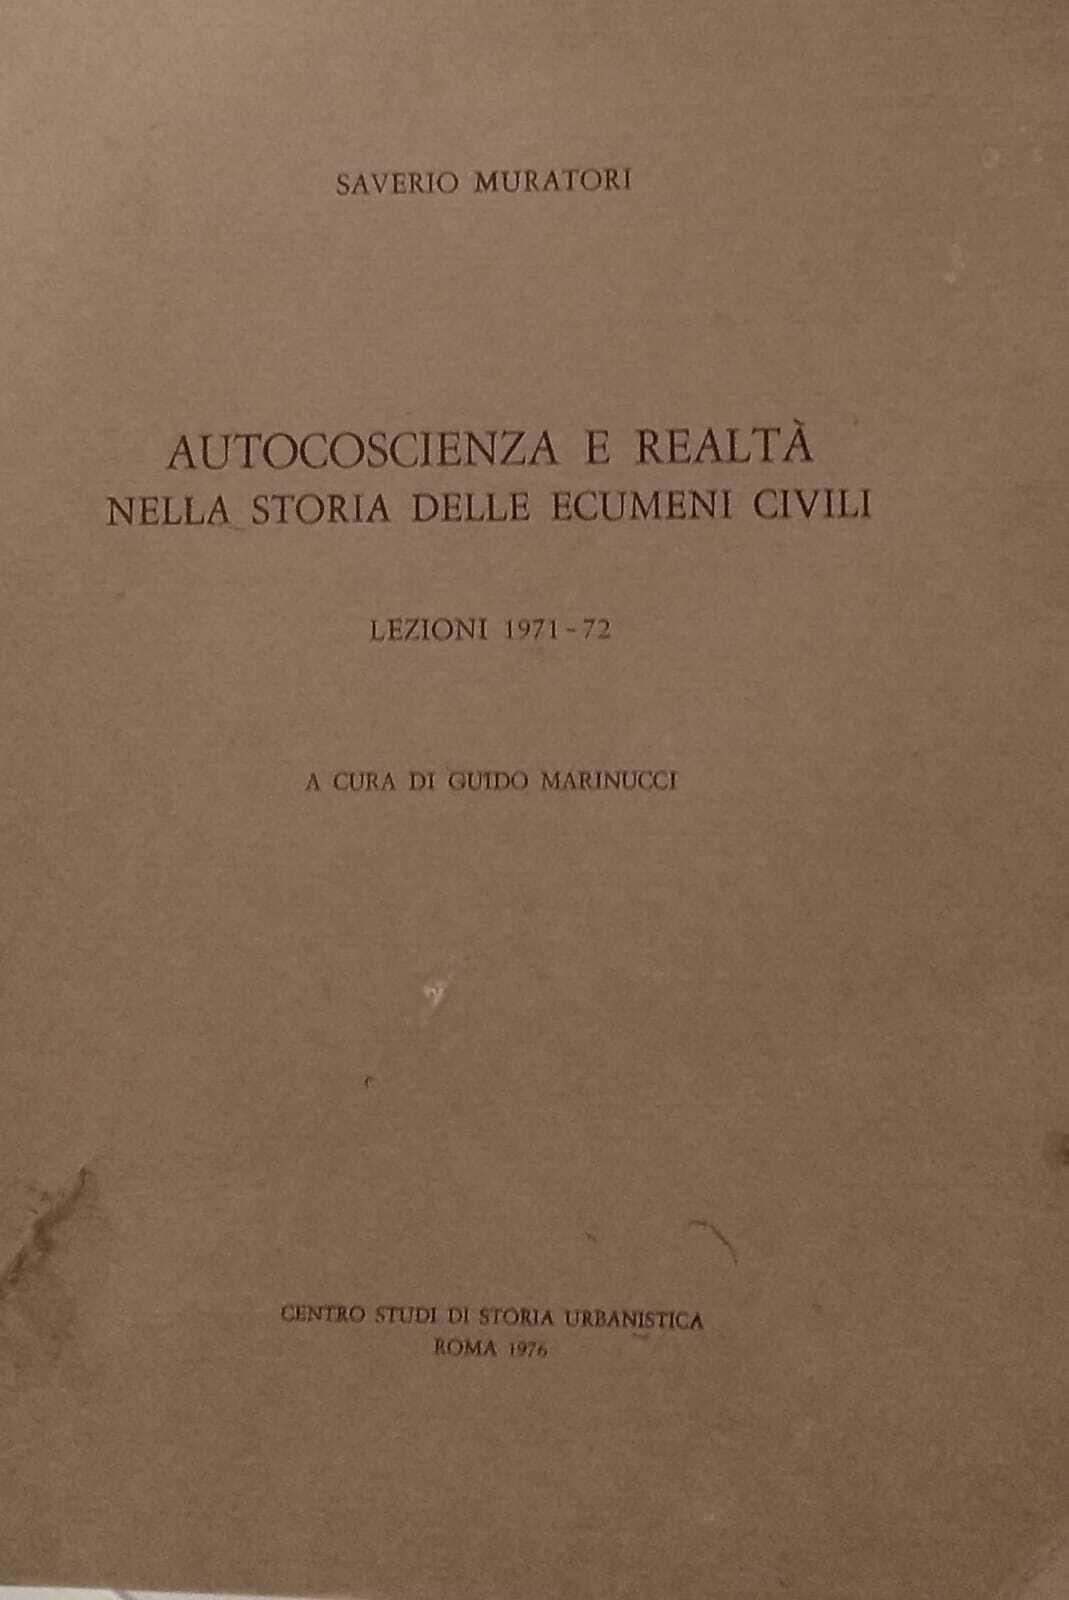 SAVERIO MURATORI
AUTOCOSCIENZA E REALTÀ
NELLA STORIA DELLE ECUMENI CIVILI
LEZIONI 1971-72
A CURA DI GUIDO MARINUCCI
CENTRO STUDI DI STORIA URBANISTICA
ROMA 1976